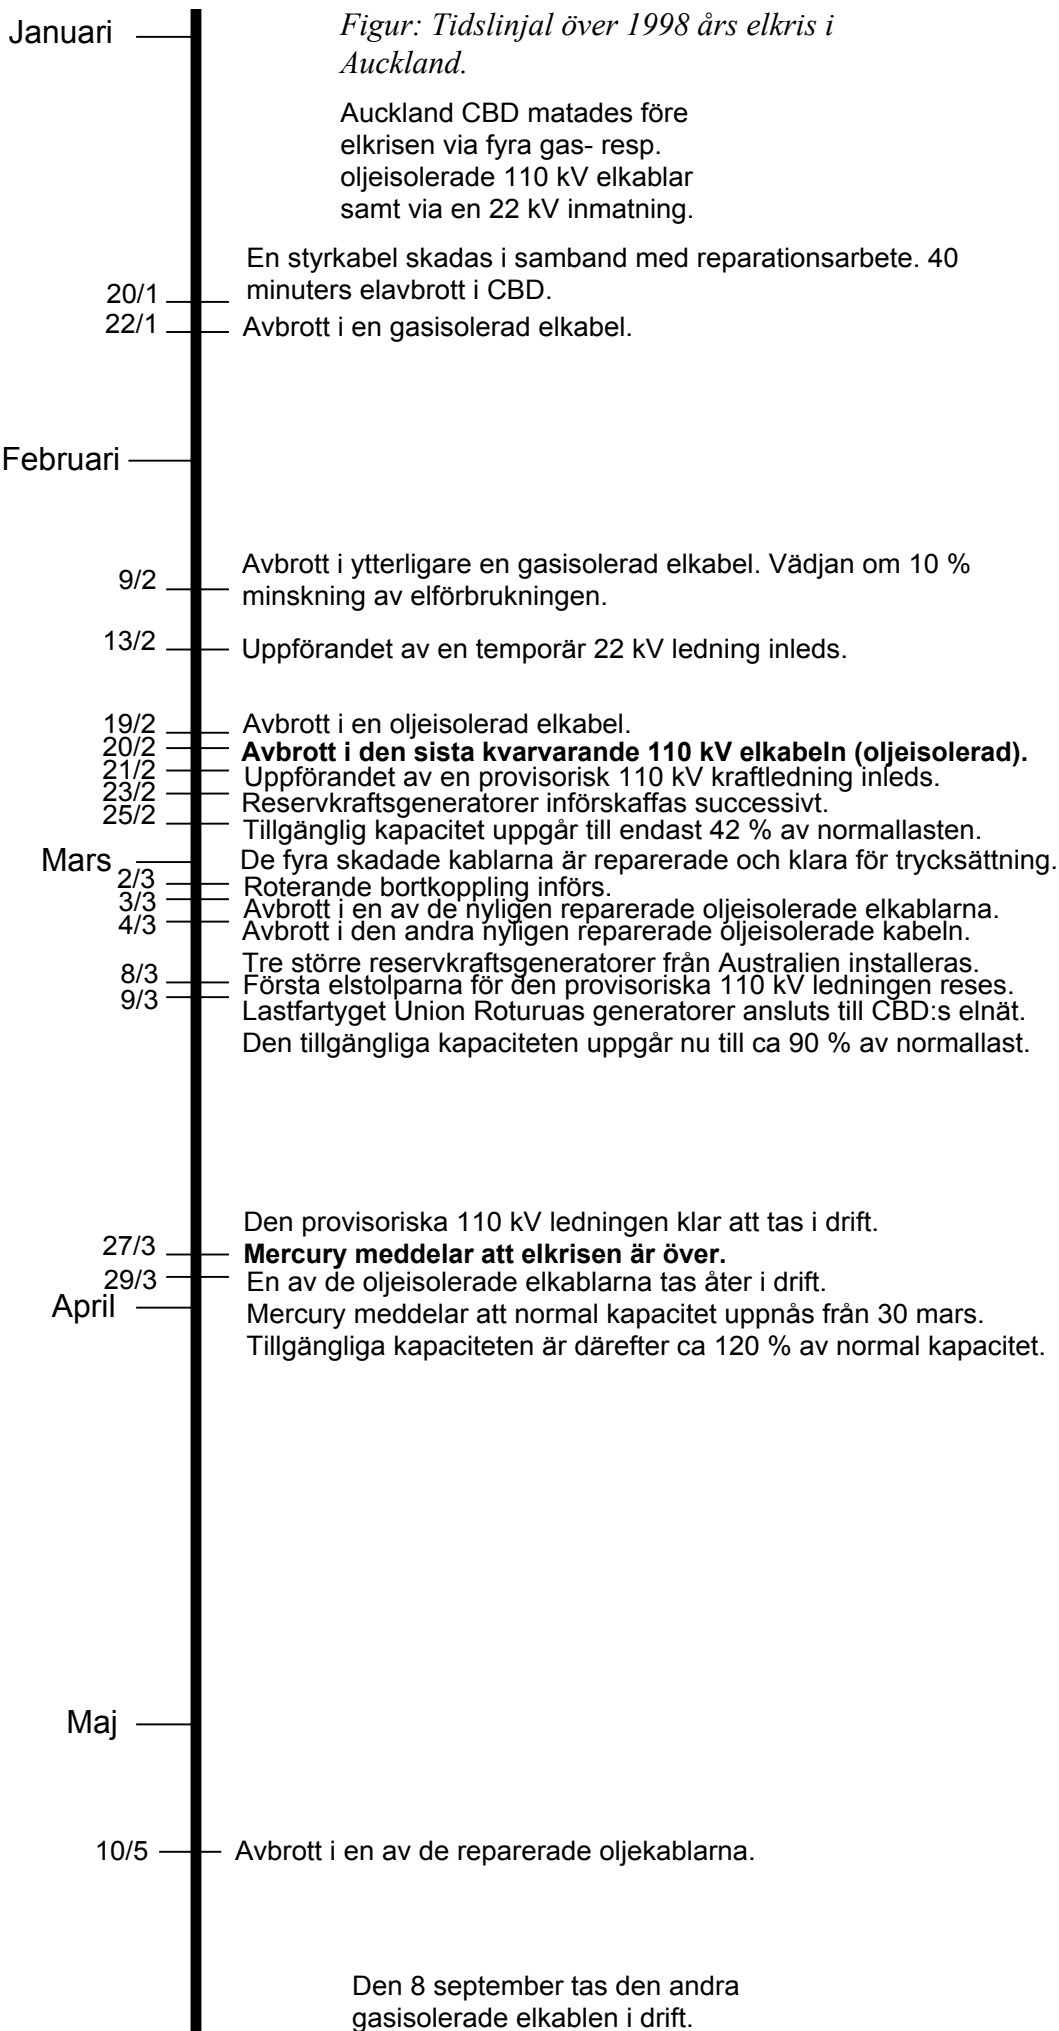 Januari
Figur: Tidslinjal över 1998 års elkris i
Auckland.
Auckland CBD matades före
elkrisen via fyra gas- resp.
oljeisolerade 110 kV elkablar
samt via en 22 kV inmatning.
En styrkabel skadas i samband med reparationsarbete. 40
20/1 minuters elavbrott i CBD.
22/1 Avbrott i en gasisolerad elkabel.
Februari
Avbrott i ytterligare en gasisolerad elkabel. Vädjan om 10 %
9/2 minskning av elförbrukningen.
13/2 Uppförandet av en temporär 22 kV ledning inleds.
19/2 Avbrott i en oljeisolerad elkabel.
20/2 Avbrott i den sista kvarvarande 110 kV elkabeln (oljeisolerad).
21/2 Uppförandet av en provisorisk 110 kV kraftledning inleds.
23/2 Reservkraftsgeneratorer införskaffas successivt.
25/2 Tillgänglig kapacitet uppgår till endast 42 % av normallasten.
Mars De fyra skadade kablarna är reparerade och klara för trycksättning.
2/3 Roterande bortkoppling införs.
3/3 Avbrott i en av de nyligen reparerade oljeisolerade elkablarna.
4/3 Avbrott i den andra nyligen reparerade oljeisolerade kabeln.
Tre större reservkraftsgeneratorer från Australien installeras.
8/3 Första elstolparna för den provisoriska 110 kV ledningen reses.
9/3 Lastfartyget Union Roturuas generatorer ansluts till CBD:s elnät.
Den tillgängliga kapaciteten uppgår nu till ca 90 % av normallast.
Den provisoriska 110 kV ledningen klar att tas i drift.
27/3 Mercury meddelar att elkrisen är över.
29/3 En av de oljeisolerade elkablarna tas åter i drift.
April Mercury meddelar att normal kapacitet uppnås från 30 mars.
Tillgängliga kapaciteten är därefter ca 120 % av normal kapacitet.
Maj
10/5 Avbrott i en av de reparerade oljekablarna.
Den 8 september tas den andra
gasisolerade elkablen i drift.